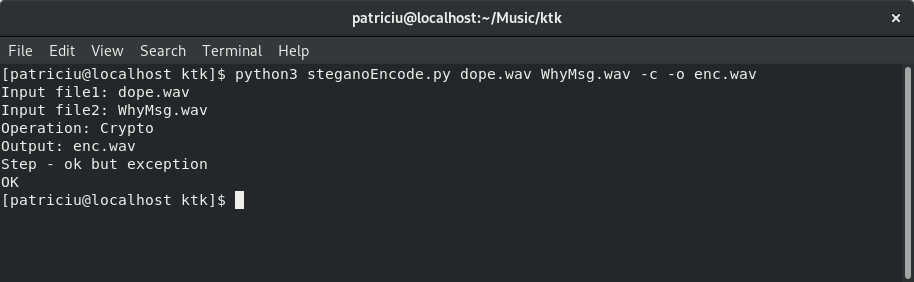 patriciu@localhost:~/Music/ktk
File Edit View Search Terminal Help
[patriciu@localhost ktk]$ python3 steganoEncode.py dope.wav WhyMsg.wav -c -o enc.wav
Input file1: dope.wav
Input file2: WhyMsg.wav
Operation: Crypto
Output: enc.wav
Step - ok but exception
OK
[patriciu@localhost ktk]$